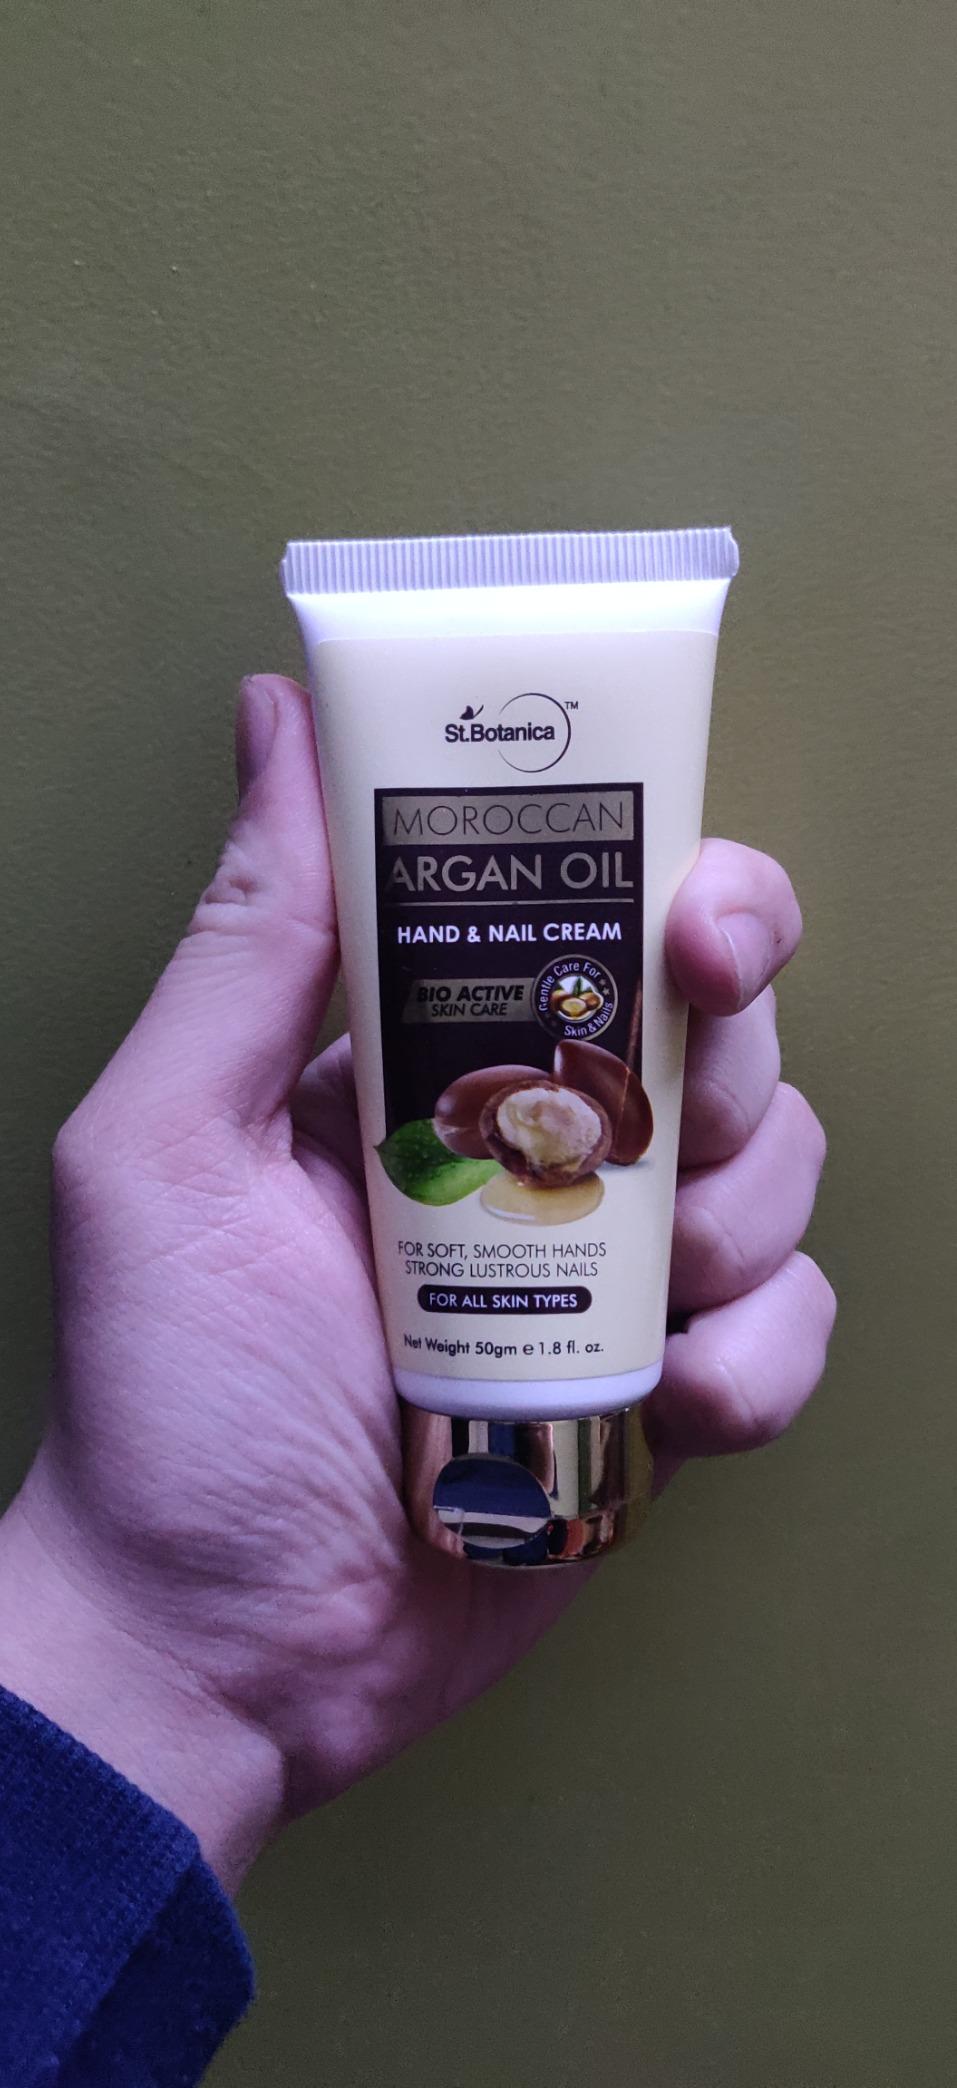 St.Botanica™
MOROCCAN
ARGAN OIL
HAND & NAIL CREAM
BIO ACTIVE
SKIN CARE
Gentle Care For
Skin & Nails
FOR SOFT, SMOOTH HANDS
STRONG LUSTROUS NAILS
FOR ALL SKIN TYPES
Net Weight 50gm e 1.8 fl. oz.